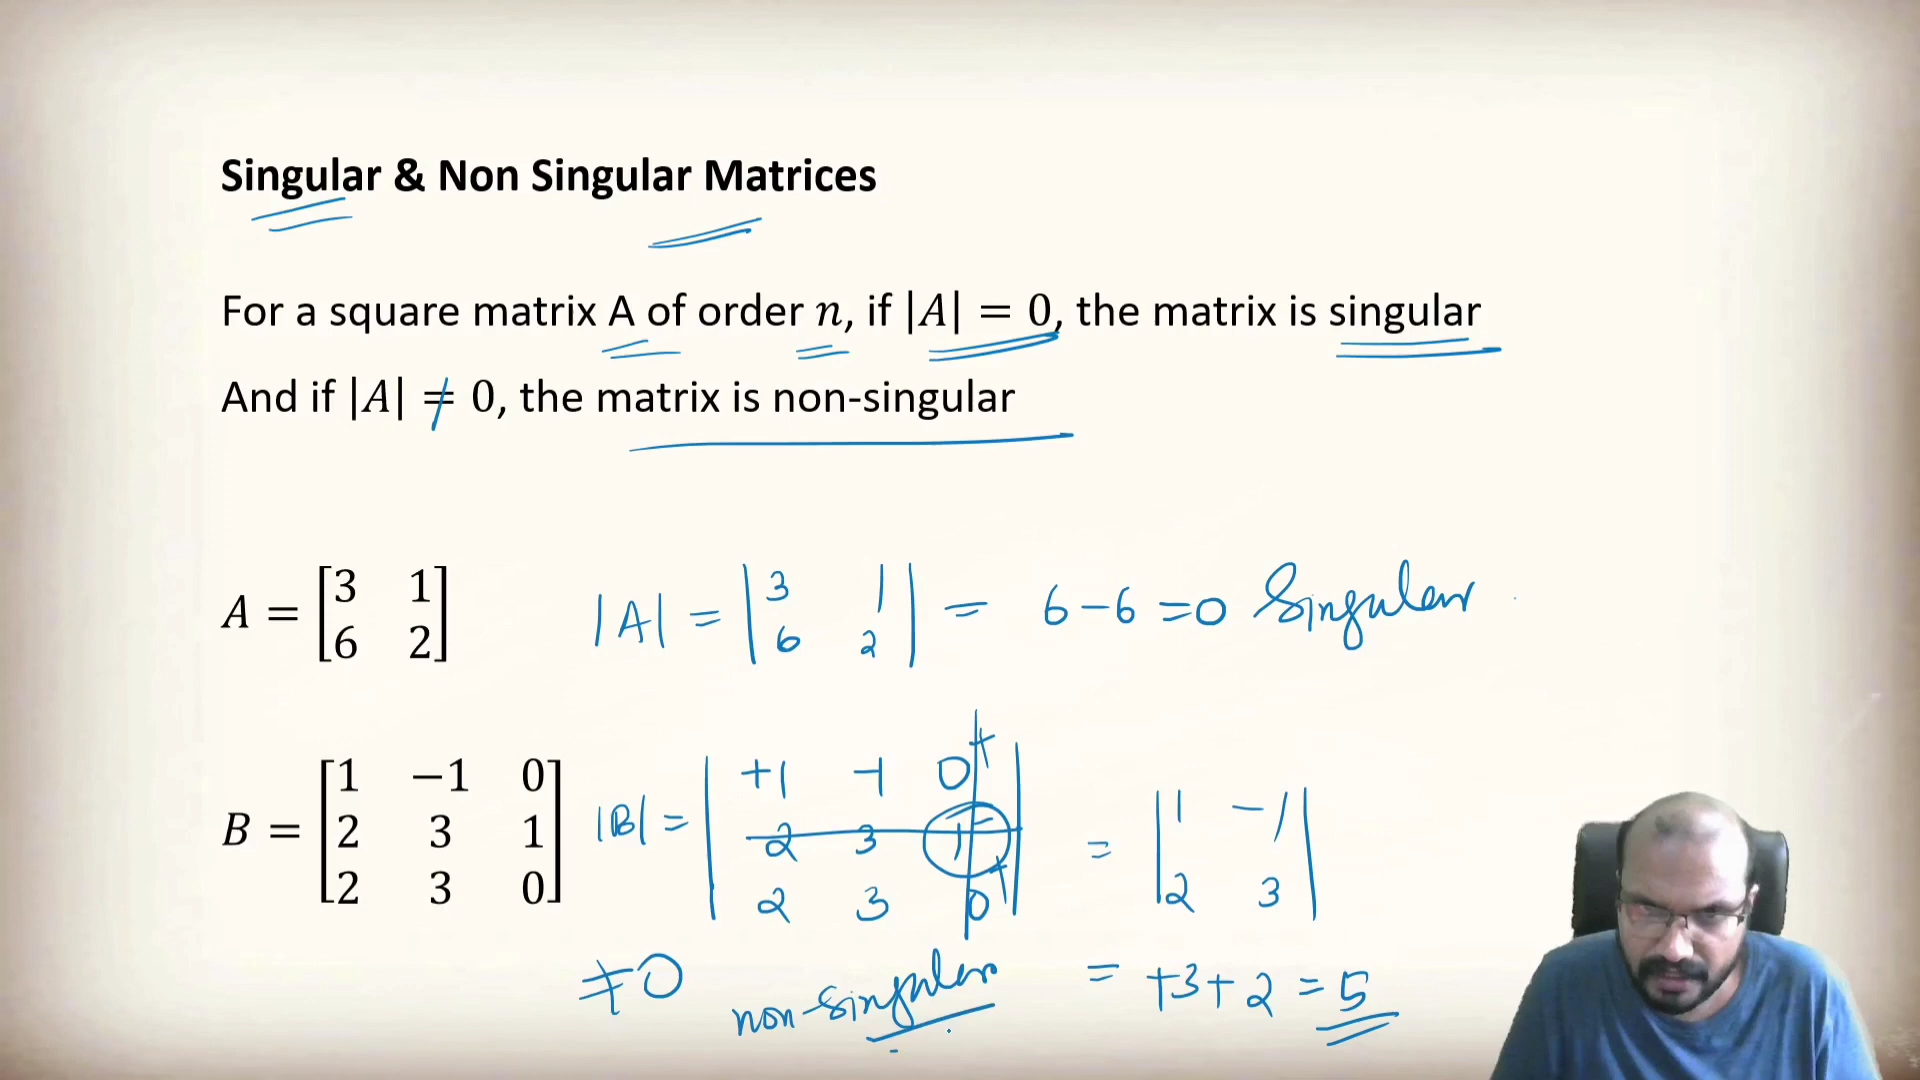 Singular & Non Singular Matrices
For a square matrix A of order n, if |A| = 0, the matrix is singular
And if |A| ≠ 0, the matrix is non-singular
A = [3 1
6 2]
|A| = |3 1
6 2| = 6-6 =0 Singular
B = [1 −1 0
2 3 1
2 3 0]
|B| = |+1 -1 0+
2 3 1-
2 3 0+|
= |1 -1
2 3|
≠0 non-Singular
= +3+2 = 5